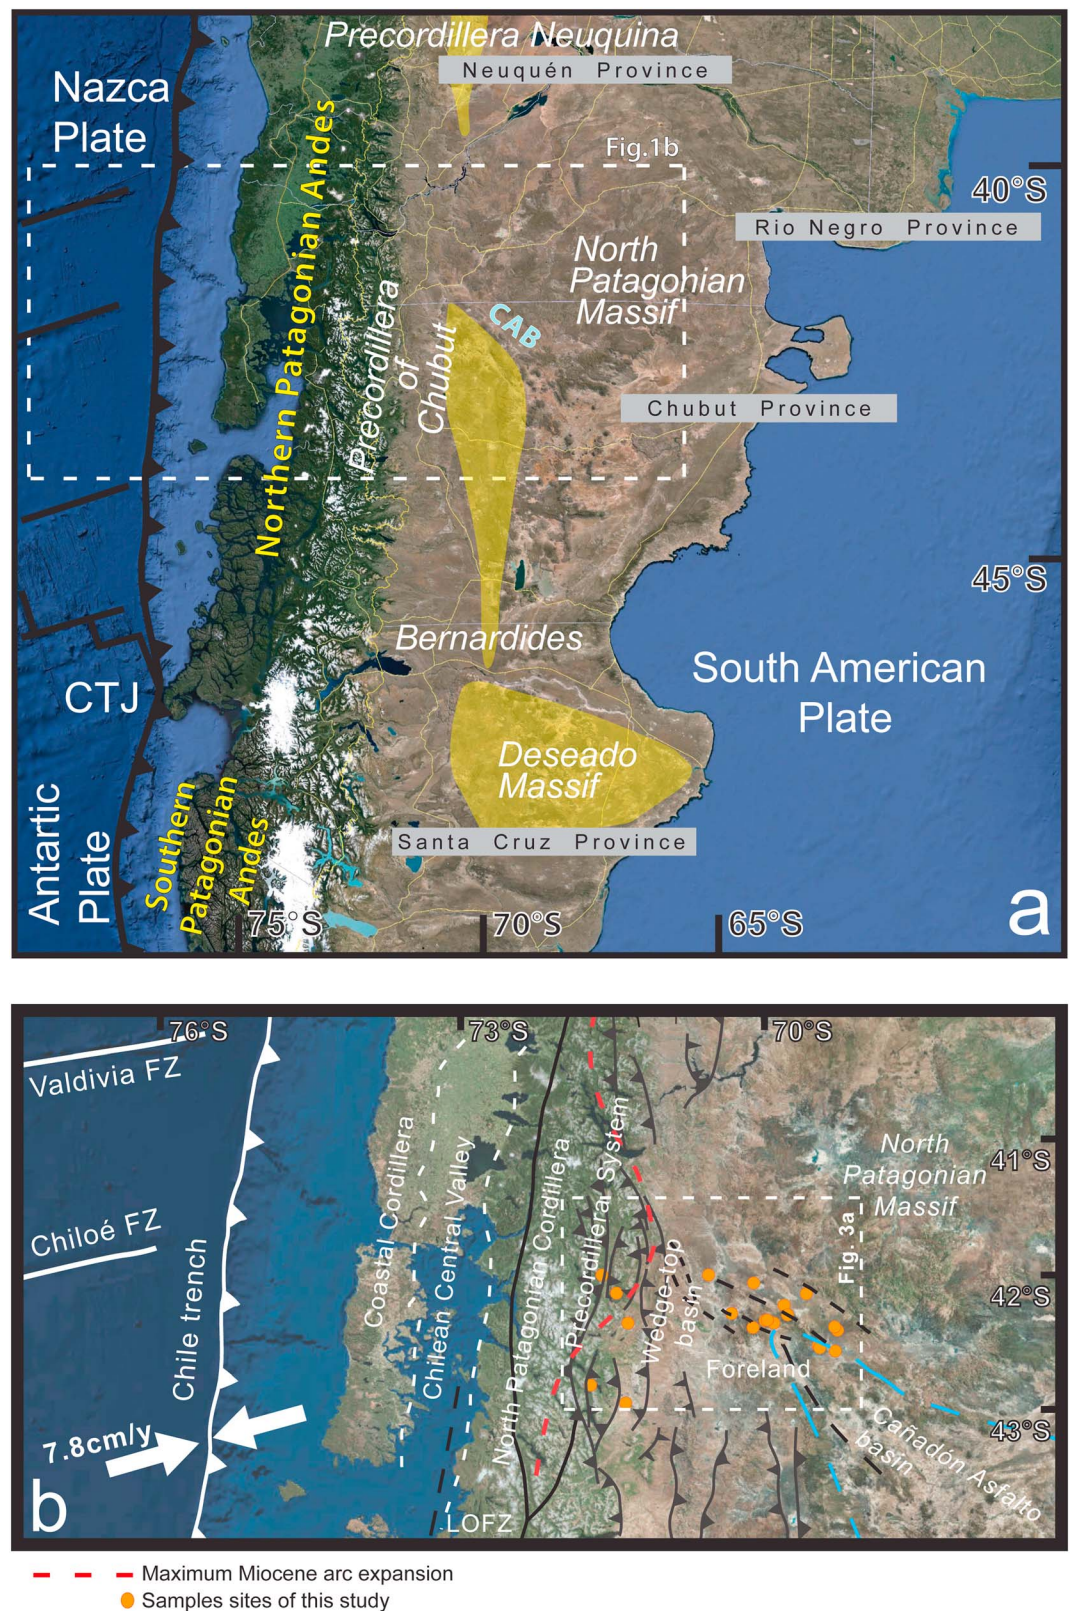 Precordillera Neuquina
Neuquén Province
Nazca
Plate
Fig.1b
40°S
Rio Negro Province
North
Patagonian
Massif
Northern Patagonian Andes
Precordillera
of
Chubut
CAB
Chubut Province
45°S
Bernardides
South American
Plate
CTJ
Deseado
Massif
Antartic
Plate
Southern
Patagonian
Andes
Santa Cruz Province
75°S
70°S
65°S
a
76°S
73°S
70°S
Valdivia FZ
Chiloé FZ
Chile trench
Coastal Cordillera
Chilean Central Valley
North Patagonian Cordillera
Precordilleral System
Wedge-top
basin
Foreland
Fig. 3a
North
Patagonian
Massif
41°S
42°S
43°S
Cañadón Asfalto
basin
7.8cm/y
LOFZ
b
Maximum Miocene arc expansion
Samples sites of this study